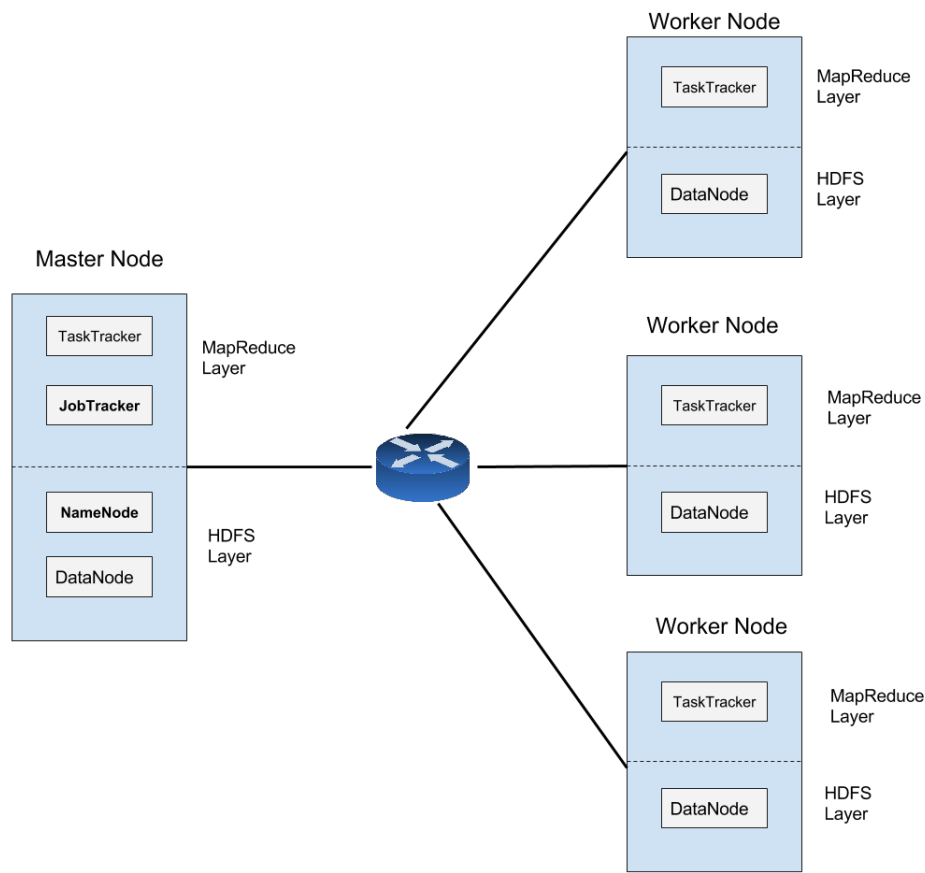 Master Node
TaskTracker
JobTracker
MapReduce
Layer
NameNode
DataNode
HDFS
Layer
Worker Node
TaskTracker
MapReduce
Layer
DataNode
HDFS
Layer
Worker Node
TaskTracker
MapReduce
Layer
DataNode
HDFS
Layer
Worker Node
TaskTracker
MapReduce
Layer
DataNode
HDFS
Layer